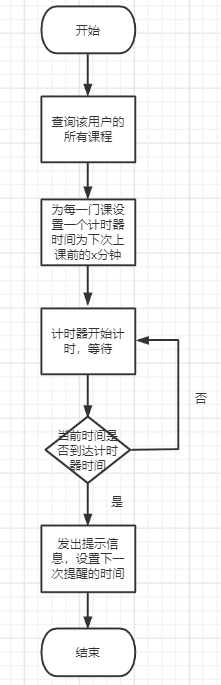 开始
查询该用户的
所有课程
为每一门课设
置一个计时器
时间为下次上
课前的x分钟
计时器开始计
时，等待
否
当前时间是
否到达计时
器时间
是
发出提示信
息，设置下一
次提醒的时间
结束